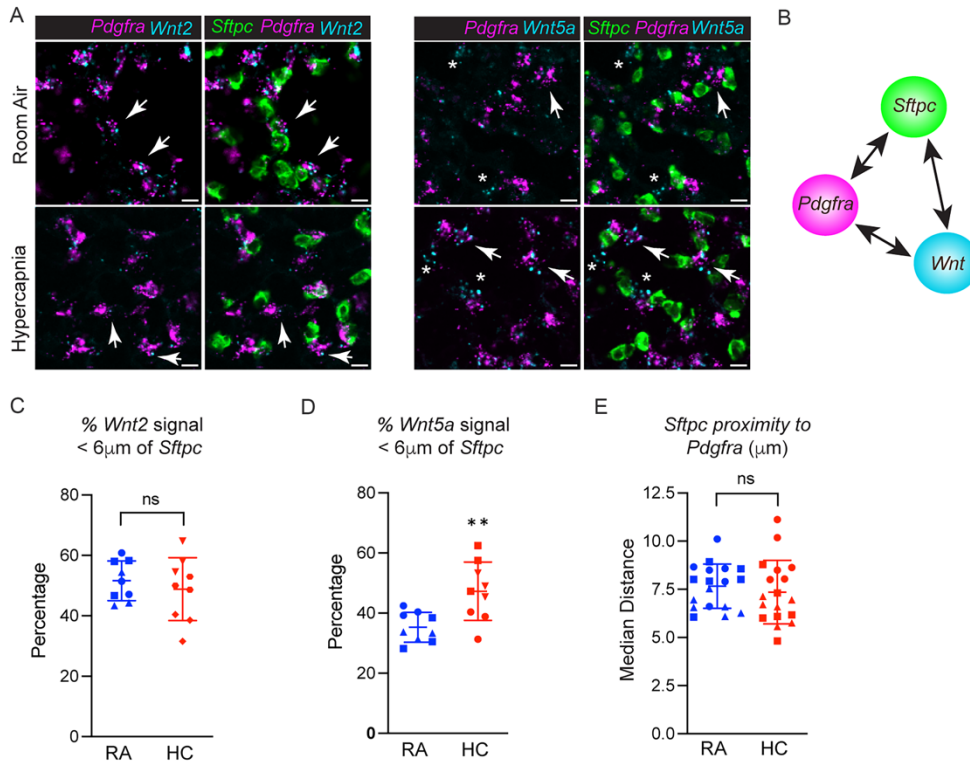 A
Pdgfra Wnt2
Sftpc Pdgfra Wnt2
Pdgfra Wnt5a
Sftpc Pdgfra Wnt5a
Room Air
*
*
*
*
Hypercapnia
*
*
*
*
B
Sftpc
Pdgfra
Wnt
C
% Wnt2 signal
< 6μm of Sftpc
ns
80
60
40
20
0
Percentage
RA
HC
D
% Wnt5a signal
< 6μm of Sftpc
**
80
60
40
20
0
Percentage
RA
HC
E
Sftpc proximity to
Pdgfra (μm)
ns
12.5
10.0
7.5
5.0
2.5
0.0
Median Distance
RA
HC